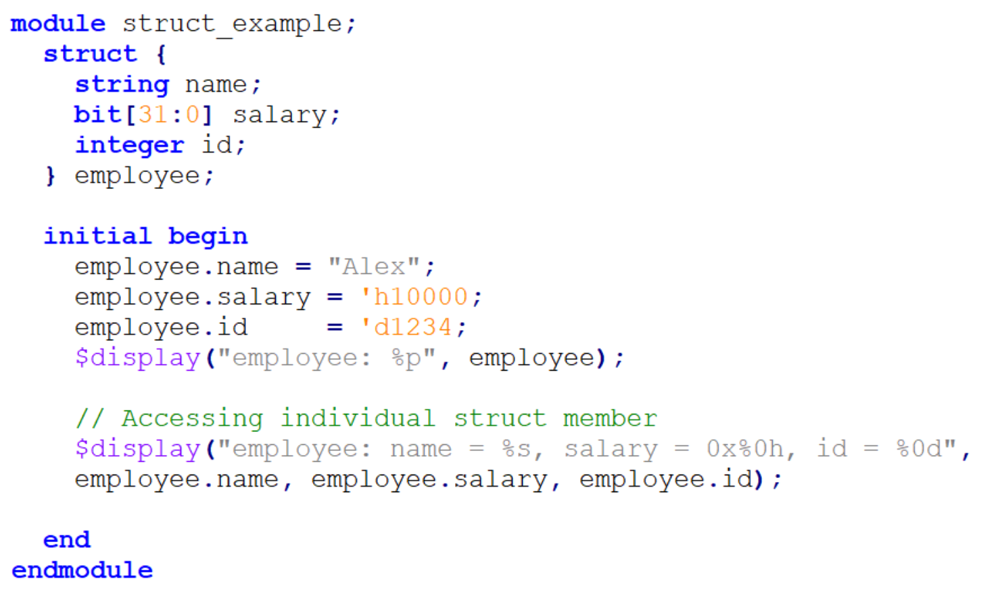 module struct_example;
  struct {
    string name;
    bit[31:0] salary;
    integer id;
  } employee;

  initial begin
    employee.name = "Alex";
    employee.salary = 'h10000;
    employee.id     = 'd1234;
    $display("employee: %p", employee);

    // Accessing individual struct member
    $display("employee: name = %s, salary = 0x%0h, id = %0d",
    employee.name, employee.salary, employee.id);

  end
endmodule